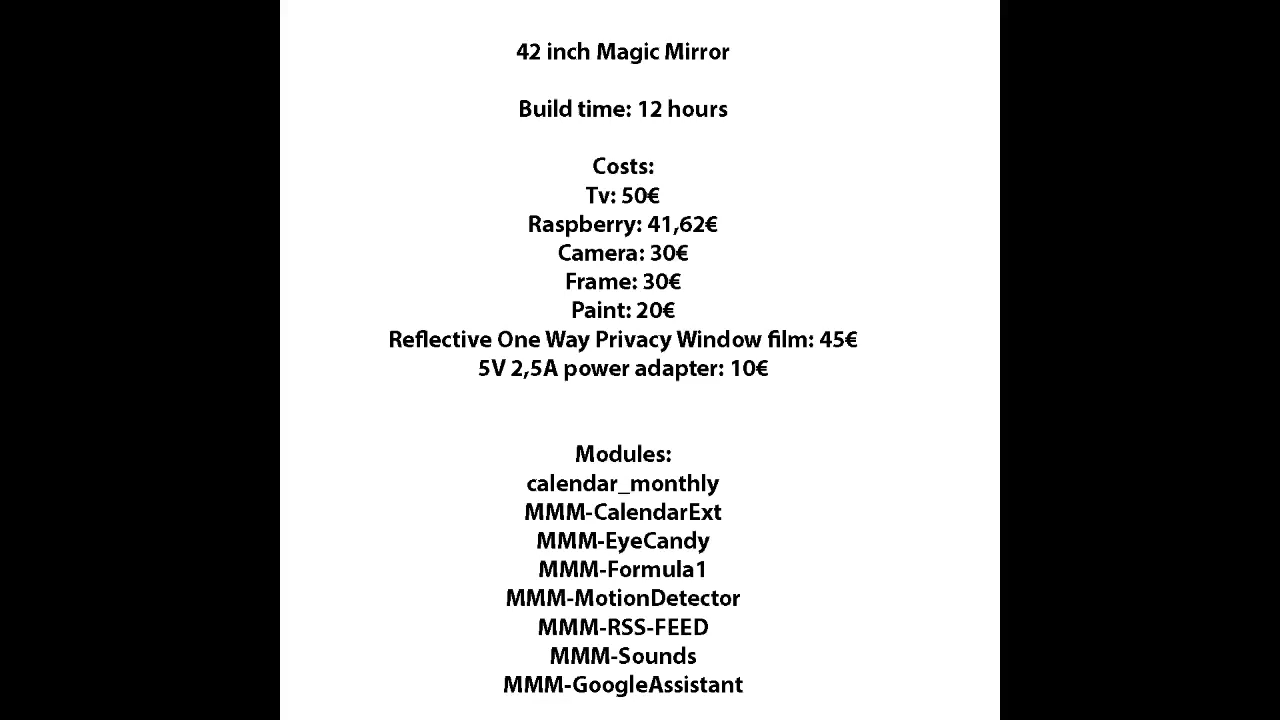 42 inch Magic Mirror
Build time: 12 hours
Costs:
Tv: 50€
Raspberry: 41,62€
Camera: 30€
Frame: 30€
Paint: 20€
Reflective One Way Privacy Window film: 45€
5V 2,5A power adapter: 10€
Modules:
calendar_monthly
MMM-CalendarExt
MMM-EyeCandy
MMM-Formula1
MMM-MotionDetector
MMM-RSS-FEED
MMM-Sounds
MMM-GoogleAssistant